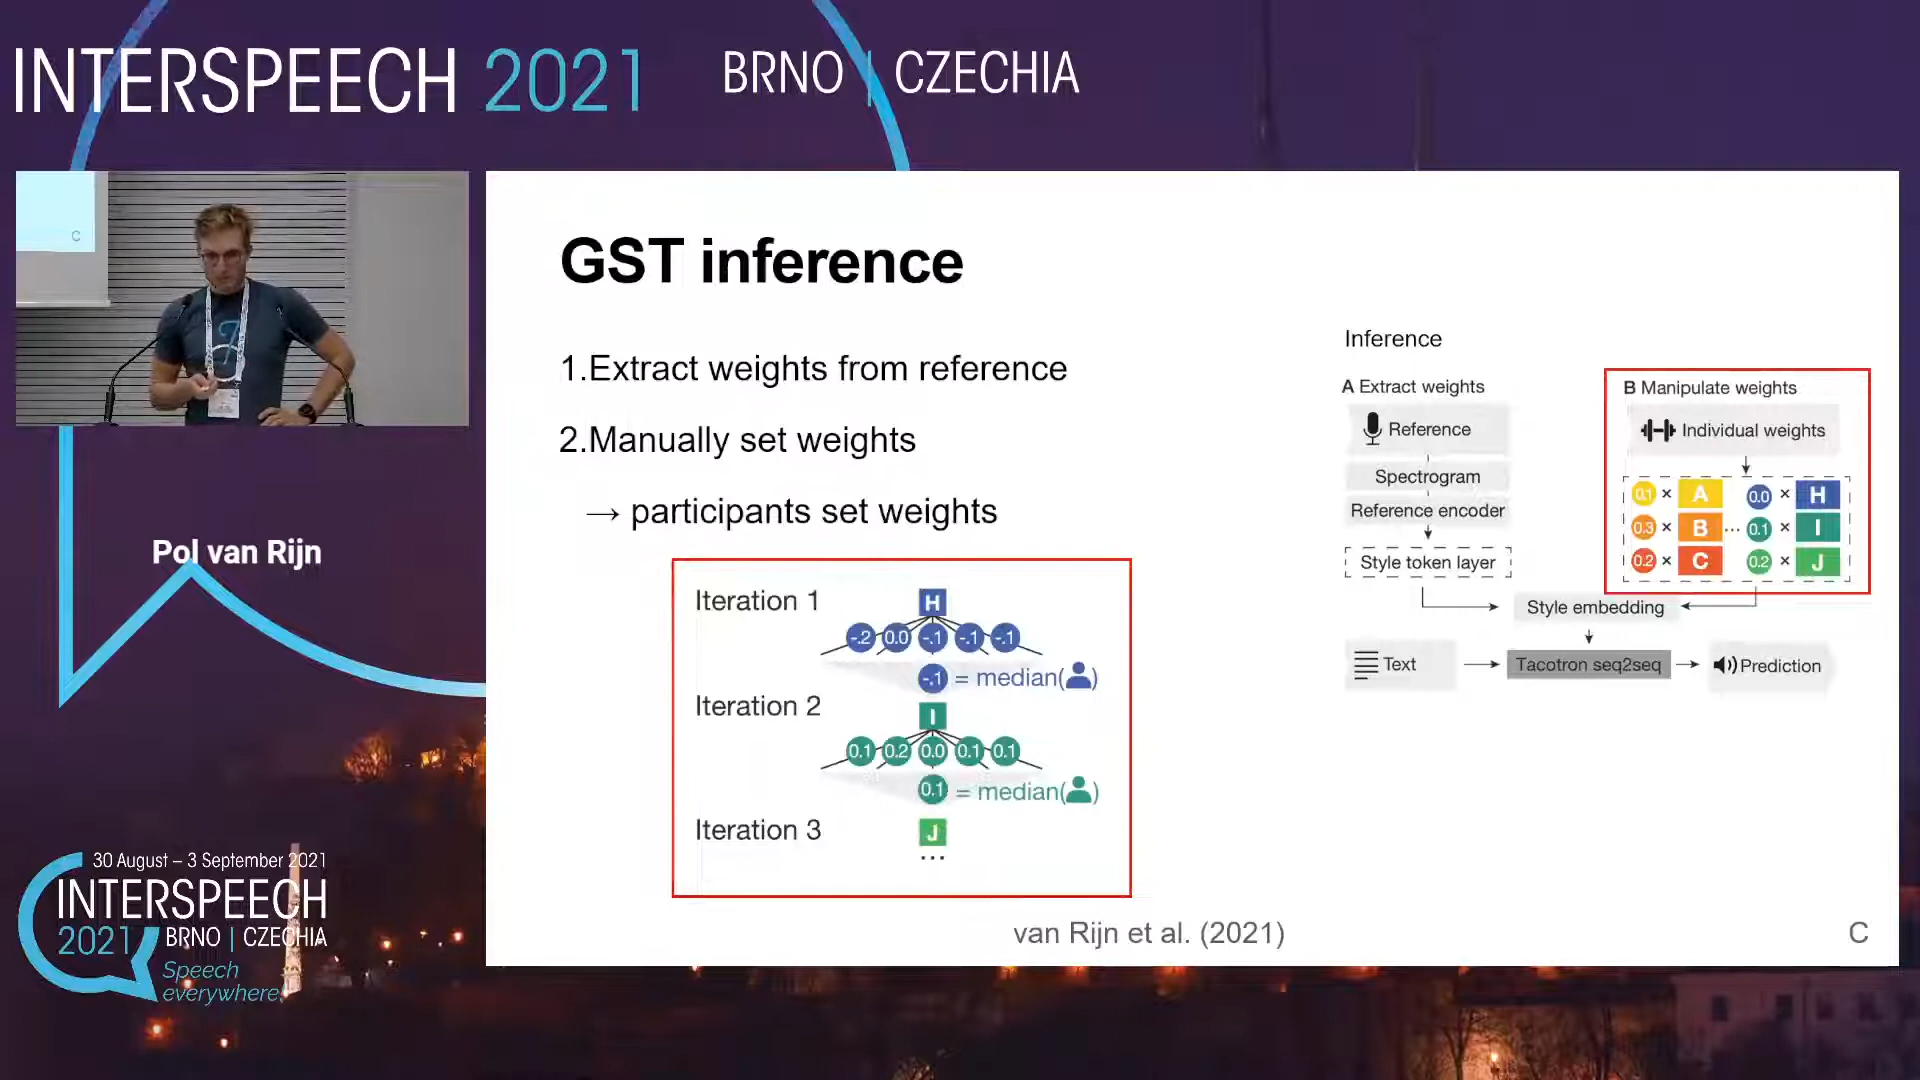 INTERSPEECH 2021
BRNO | CZECHIA
C
Pol van Rijn
30 August – 3 September 2021
INTERSPEECH
2021 BRNO | CZECHIA
Speech
everywhere!
GST inference
1.Extract weights from reference
2.Manually set weights
→ participants set weights
Iteration 1
H
-.2 0.0 -.1 -.1 -.1
-.1 = median( )
Iteration 2
I
0.1 0.2 0.0 0.1 0.1
0.1 = median( )
Iteration 3
J
...
Inference
A Extract weights
Reference
Spectrogram
Reference encoder
Style token layer
B Manipulate weights
Individual weights
0.1 × A 0.0 × H
0.3 × B ... 0.1 × I
0.2 × C 0.2 × J
Style embedding
Text
Tacotron seq2seq
Prediction
van Rijn et al. (2021)
C